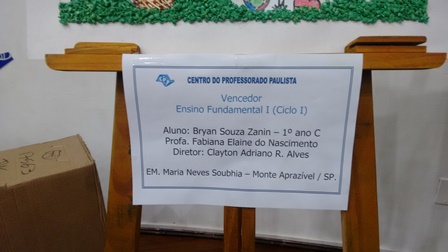 CENTRO DO PROFESSORADO PAULISTA
Vencedor
Ensino Fundamental I (Ciclo I)
Aluno: Bryan Souza Zanin – 1º ano C
Profa. Fabiana Elaine do Nascimento
Diretor: Clayton Adriano R. Alves
EM. Maria Neves Soubhia – Monte Aprazível / SP.